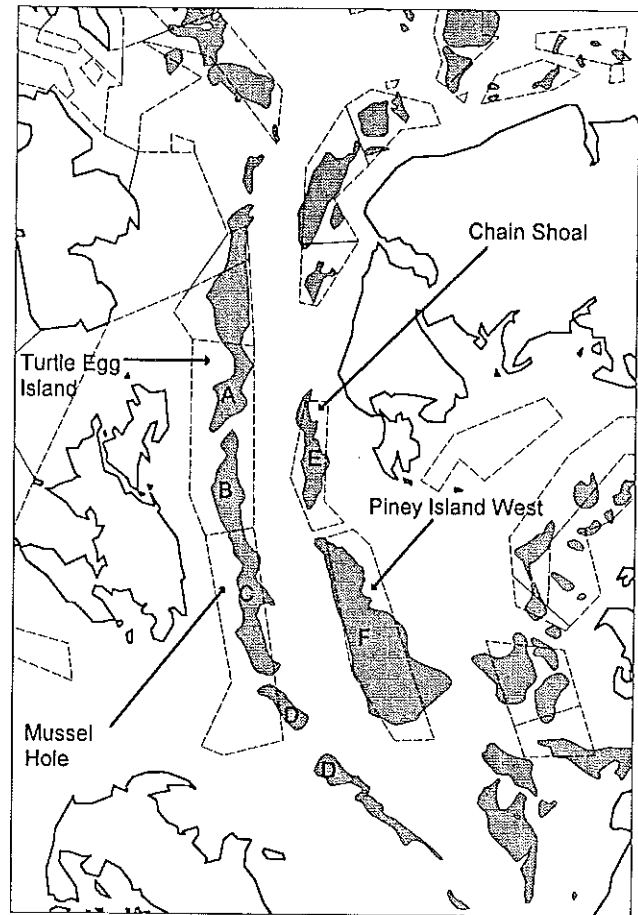 Chain Shoal
Turtle Egg
Island
A
E
B
Piney Island West
C
F
D
Mussel
Hole
D